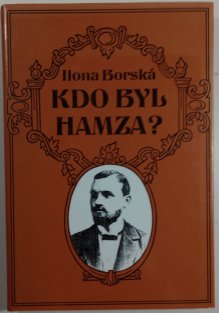 Ilona Borská
KDO BYL
HAMZA?